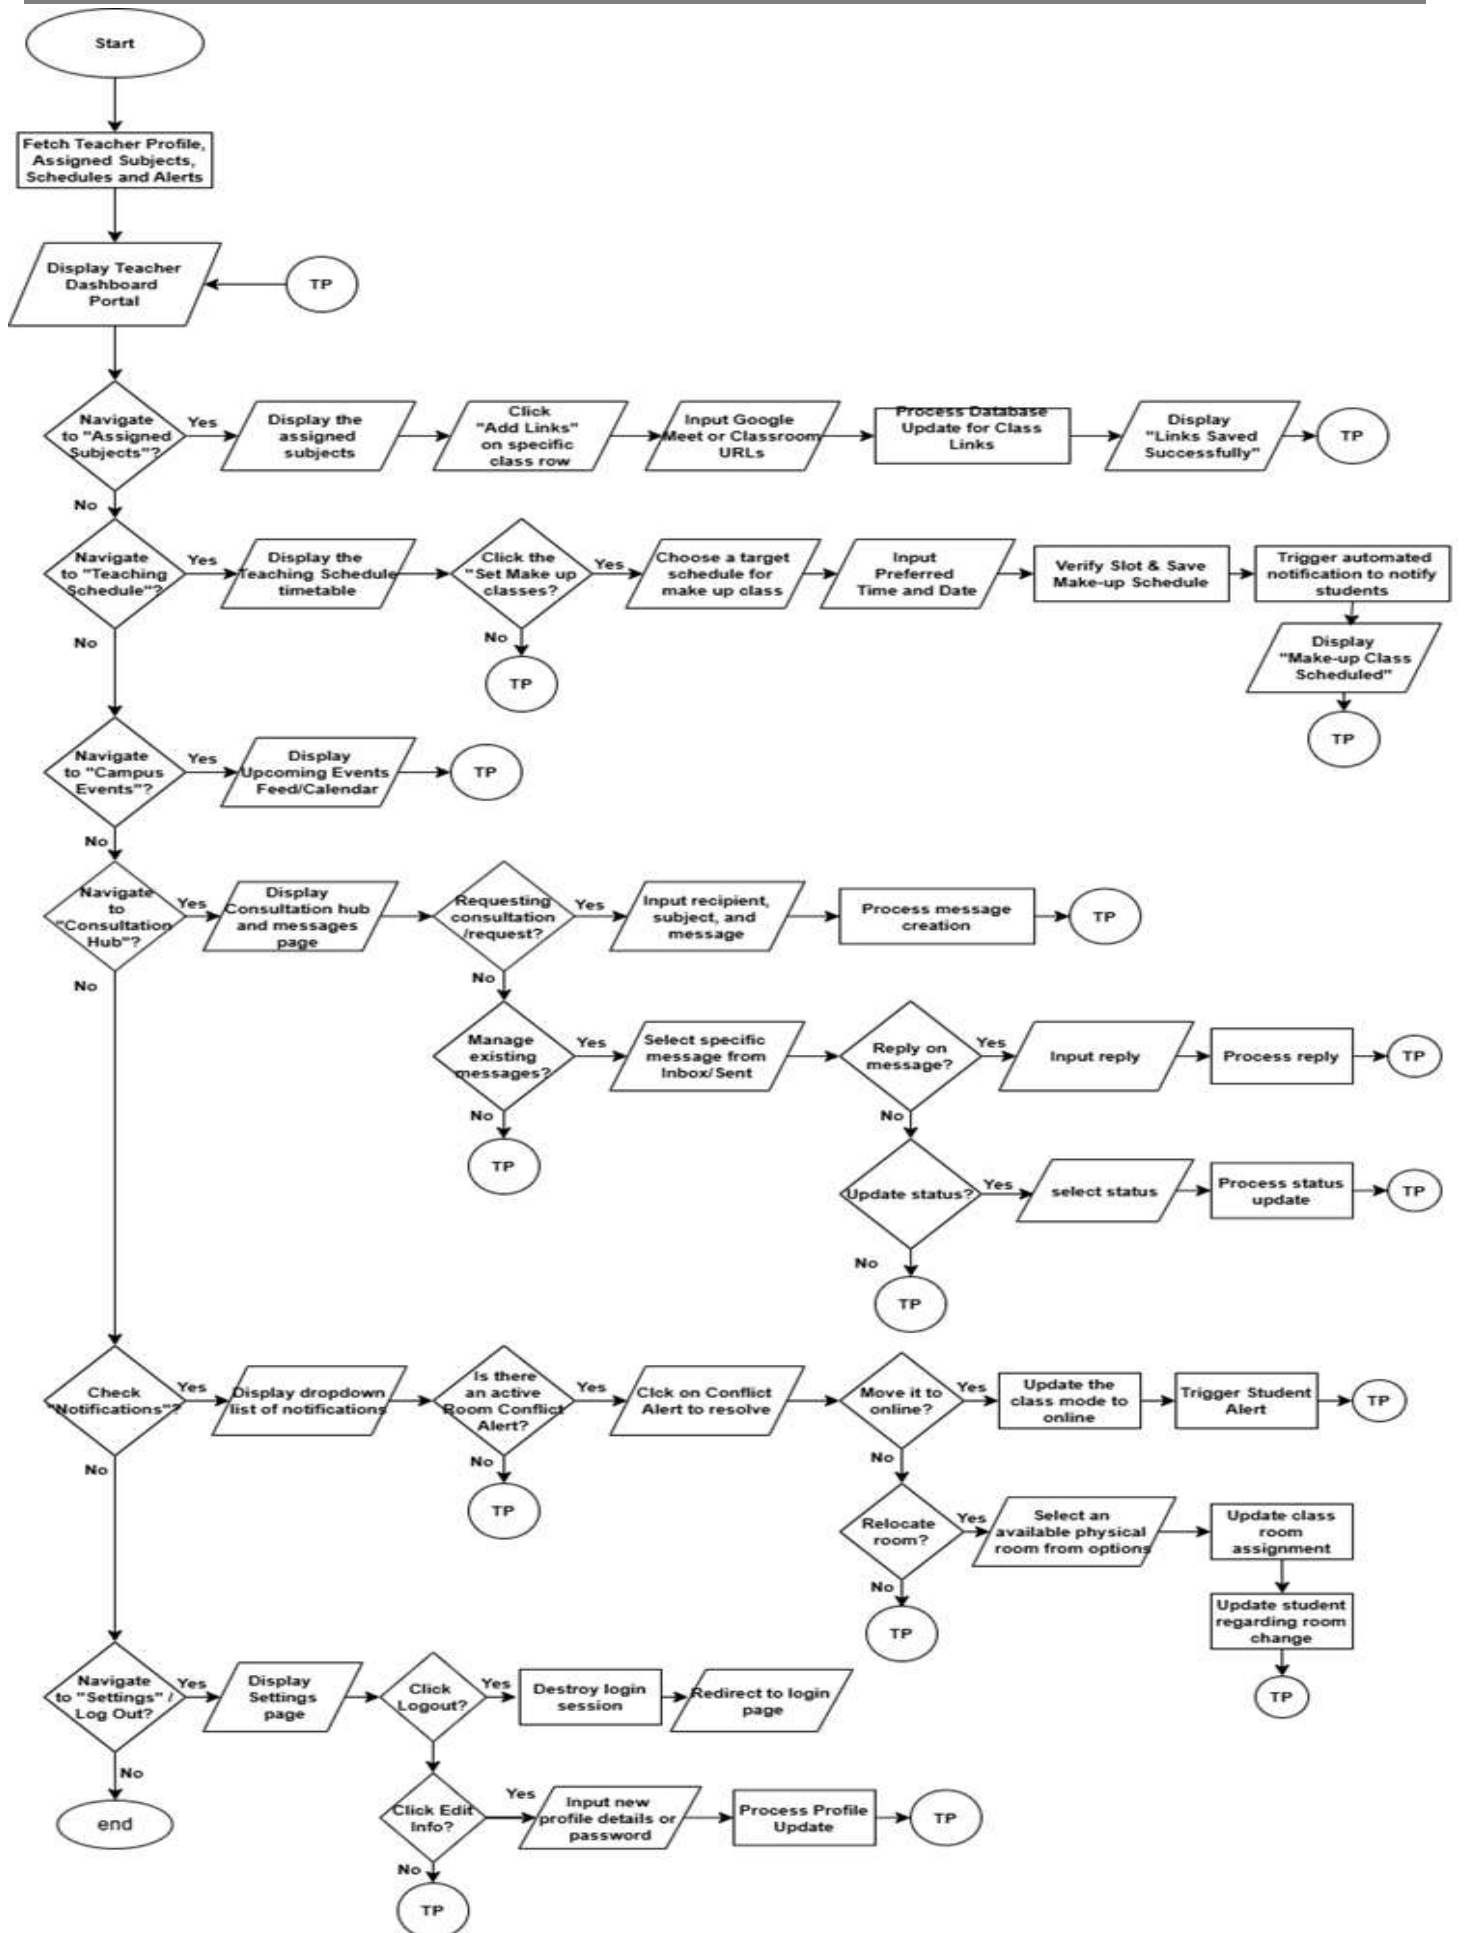 Start
Fetch Teacher Profile,
Assigned Subjects,
Schedules and Alerts
Display Teacher
Dashboard
Portal
TP
Navigate
to "Assigned
Subjects"?
Yes
Display the
assigned
subjects
Click
"Add Links"
on specific
class row
Input Google
Meet or Classroom
URLs
Process Database
Update for Class
Links
Display
"Links Saved
Successfully"
TP
No
Navigate
to "Teaching
Schedule"?
Yes
Display the
Teaching Schedule
timetable
Click the
"Set Make up
classes?
Yes
Choose a target
schedule for
make up class
Input
Preferred
Time and Date
Verify Slot & Save
Make-up Schedule
Trigger automated
notification to notify
students
No
No
TP
Display
"Make-up Class
Scheduled"
TP
Navigate
to "Campus
Events"?
Yes
Display
Upcoming Events
Feed/Calendar
TP
No
Navigate
to
"Consultation
Hub"?
Yes
Display
Consultation hub
and messages
page
Requesting
consultation
/request?
Yes
Input recipient,
subject, and
message
Process message
creation
TP
No
No
Manage
existing
messages?
Yes
Select specific
message from
Inbox/Sent
Reply on
message?
Yes
Input reply
Process reply
TP
No
TP
No
Update status?
Yes
select status
Process status
update
TP
No
TP
Check
"Notifications"?
Yes
Display dropdown
list of notifications
Is there
an active
Room Conflict
Alert?
Yes
Clck on Conflict
Alert to resolve
Move it to
online?
Yes
Update the
class mode to
online
Trigger Student
Alert
TP
No
No
TP
No
Relocate
room?
Yes
Select an
available physical
room from options
Update class
room
assignment
No
TP
Update student
regarding room
change
TP
Navigate
to "Settings" /
Log Out?
Yes
Display
Settings
page
Click
Logout?
Yes
Destroy login
session
Redirect to login
page
No
end
Click Edit
Info?
Yes
Input new
profile details or
password
Process Profile
Update
TP
No
TP